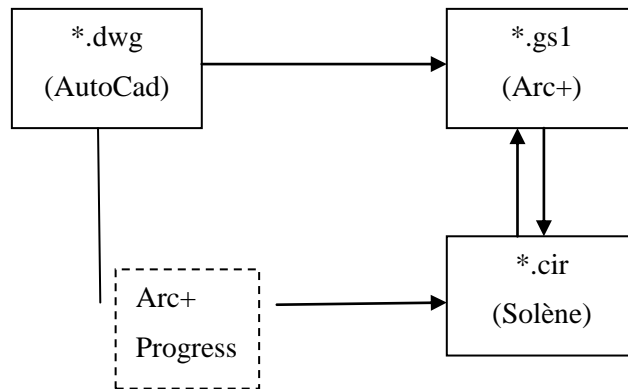 *.dwg
(AutoCad)
*.gs1
(Arc+)
*.cir
(Solène)
Arc+
Progress